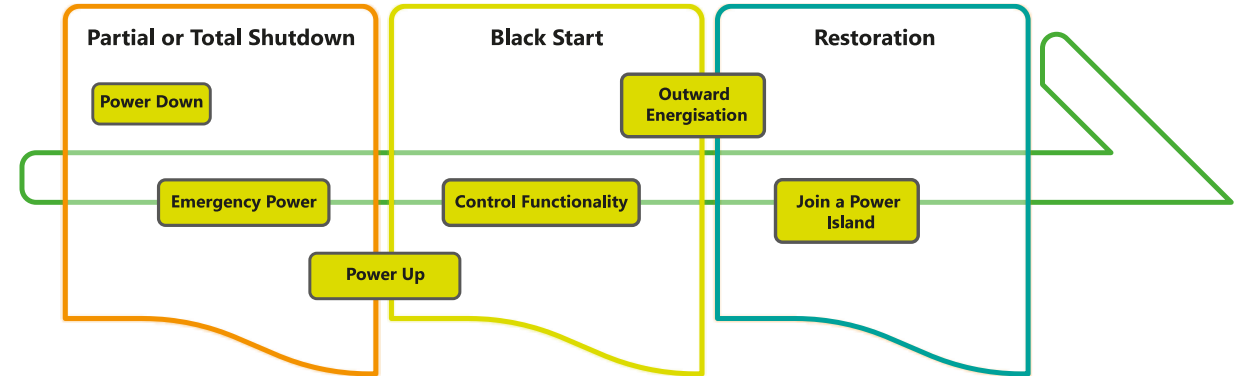 Partial or Total Shutdown
Black Start
Restoration
Power Down
Outward
Energisation
Emergency Power
Control Functionality
Join a Power
Island
Power Up